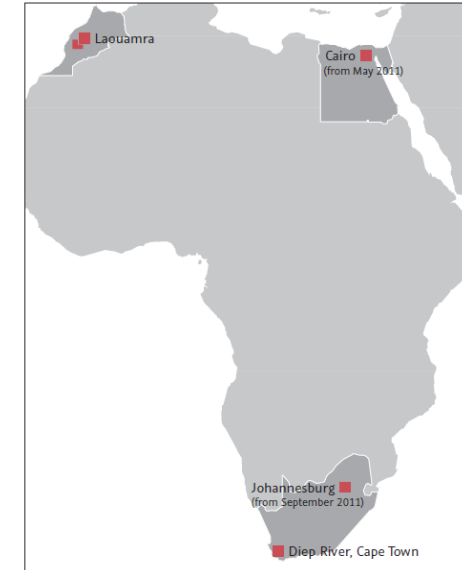 Laouamra
Cairo
(from May 2011)
Johannesburg
(from September 2011)
Diep River, Cape Town